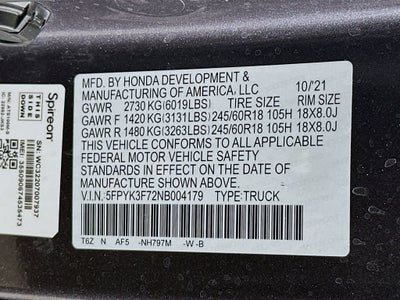 MFD. BY HONDA DEVELOPMENT &
MANUFACTURING OF AMERICA, LLC 10/'21
GVWR 2730 KG(6019LBS) TIRE SIZE RIM SIZE
GAWR F 1420 KG(3131LBS) 245/60R18 105H 18X8.0J
GAWR R 1480 KG(3263LBS) 245/60R18 105H 18X8.0J
THIS VEHICLE CONFORMS TO ALL APPLICABLE
FEDERAL MOTOR VEHICLE SAFETY
STANDARDS IN EFFECT ON THE DATE OF
MANUFACTURE SHOWN ABOVE.
V.I.N. 5FPYK3F72NB004179 TYPE:TRUCK
T6Z N AF5 -NH797M -W -B
Spireon
THIS
SIDE
DOWN